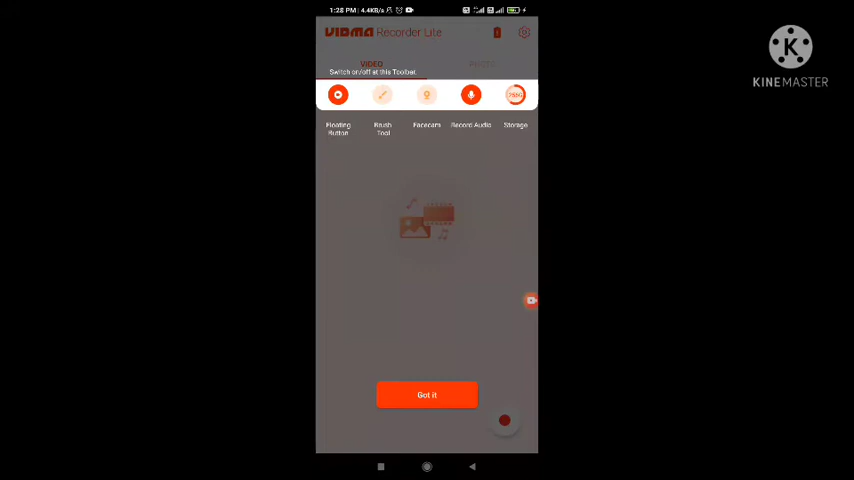 1:28 PM | 4.4KB/s
VIDMA Recorder Lite
VIDEO
PHOTO
Switch on/off at this Toolbar.
Floating Button
Brush Tool
Facecam
Record Audio
Storage
Got it
K
KINEMASTER